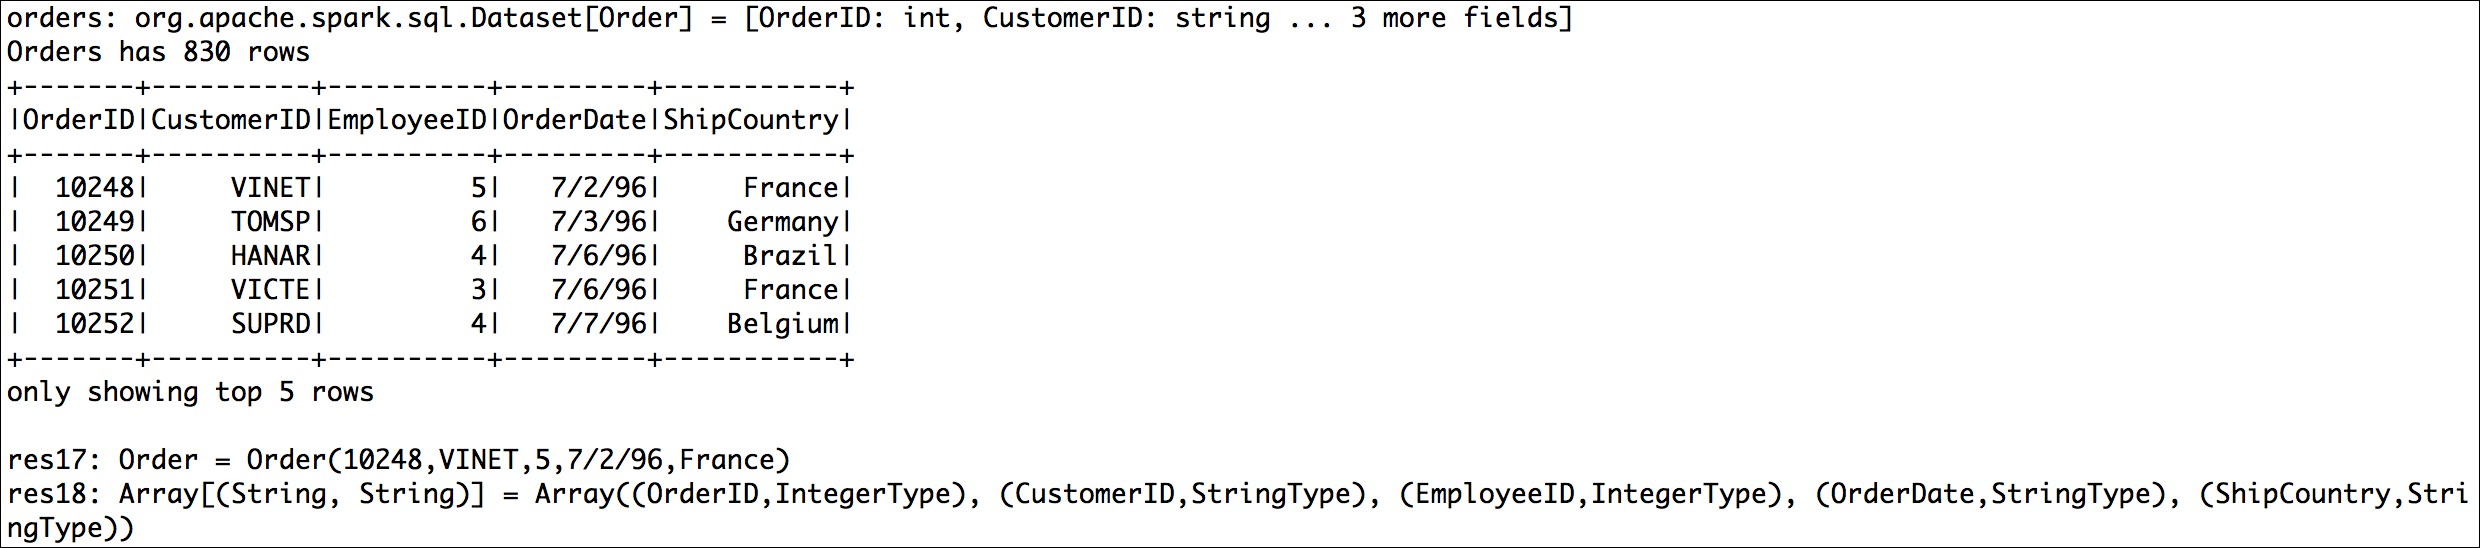 orders: org.apache.spark.sql.Dataset[Order] = [OrderID: int, CustomerID: string ... 3 more fields]
Orders has 830 rows
+-------+----------+----------+---------+-----------+
|OrderID|CustomerID|EmployeeID|OrderDate|ShipCountry|
+-------+----------+----------+---------+-----------+
|  10248|     VINET|         5|   7/2/96|     France|
|  10249|     TOMSP|         6|   7/3/96|    Germany|
|  10250|     HANAR|         4|   7/6/96|     Brazil|
|  10251|     VICTE|         3|   7/6/96|     France|
|  10252|     SUPRD|         4|   7/7/96|    Belgium|
+-------+----------+----------+---------+-----------+
only showing top 5 rows

res17: Order = Order(10248,VINET,5,7/2/96,France)
res18: Array[(String, String)] = Array((OrderID,IntegerType), (CustomerID,StringType), (EmployeeID,IntegerType), (OrderDate,StringType), (ShipCountry,Stri
ngType))